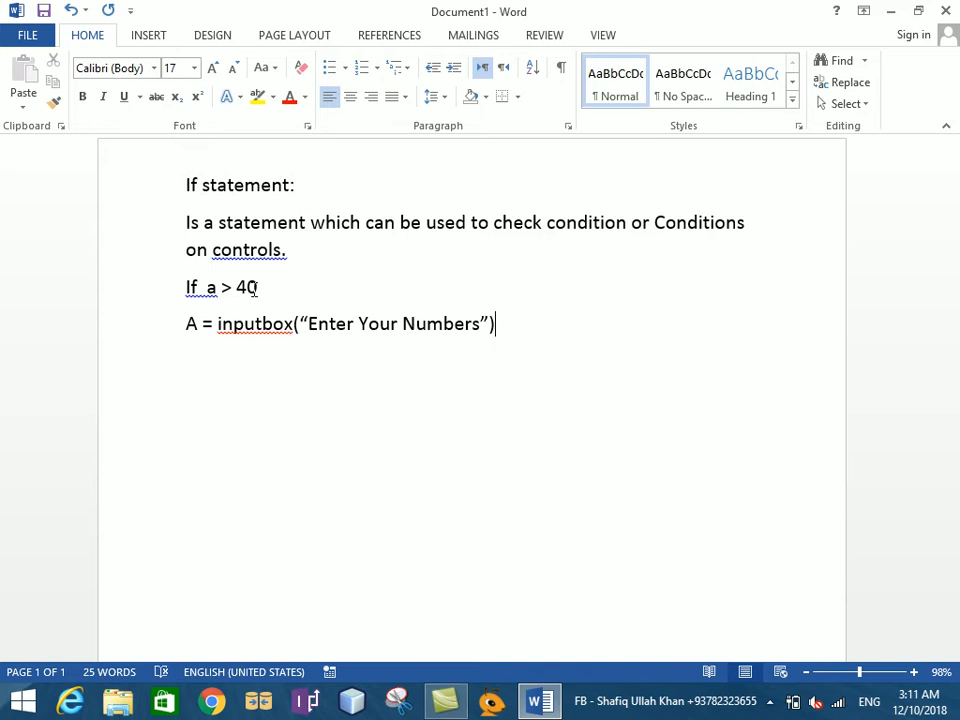 Document1 - Word
?
FILE
HOME
INSERT
DESIGN
PAGE LAYOUT
REFERENCES
MAILINGS
REVIEW
VIEW
Sign in
Paste
Calibri (Body)
17
Aa
B I U abc x₂ x²
AaBbCcDc
AaBbCcDc
AaBbCc
¶ Normal
¶ No Spac...
Heading 1
Find
Replace
Select
Clipboard
Font
Paragraph
Styles
Editing
If statement:
Is a statement which can be used to check condition or Conditions
on controls.
If  a > 40
A = inputbox(“Enter Your Numbers”)
PAGE 1 OF 1
25 WORDS
ENGLISH (UNITED STATES)
98%
FB - Shafiq Ullah Khan +93782323655
ENG
3:11 AM
12/10/2018